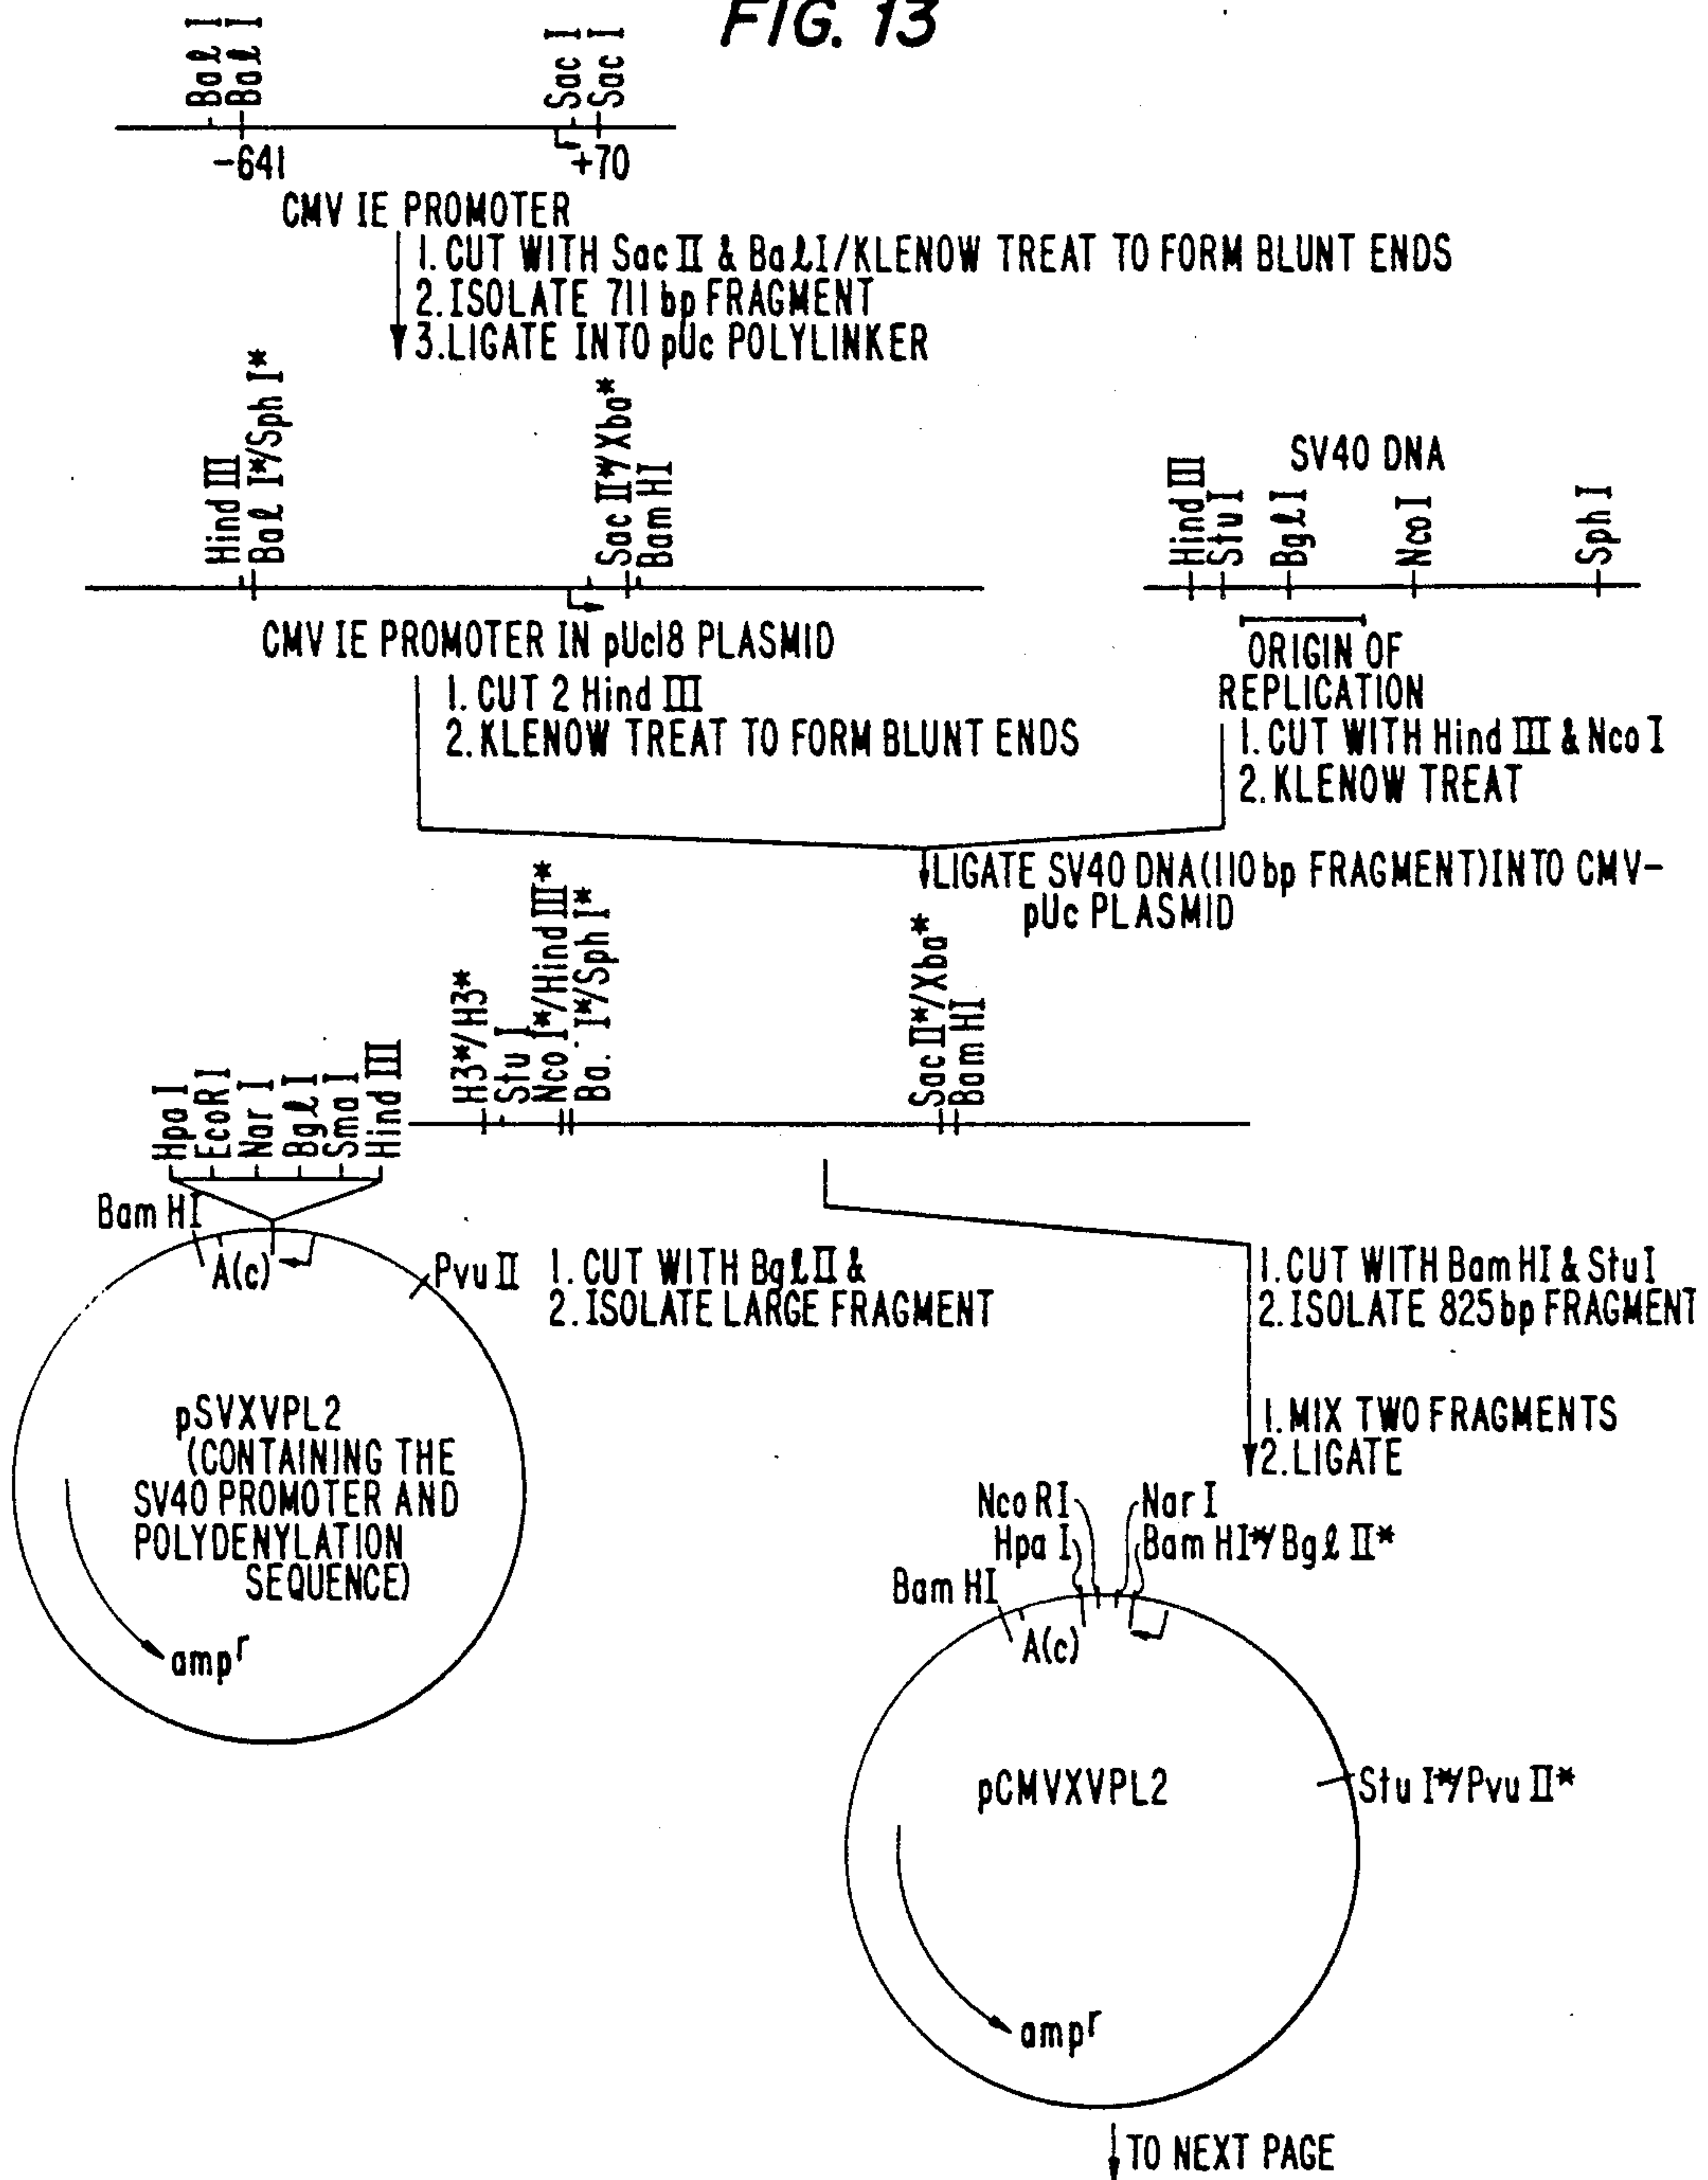 FIG. 13
Bal I
Bal I
Sac I
Sac I
-641
+70
CMV IE PROMOTER
1. CUT WITH Sac II & Bal I/KLENOW TREAT TO FORM BLUNT ENDS
2. ISOLATE 711 bp FRAGMENT
3. LIGATE INTO pUc POLYLINKER
Hind III
Bal I*/Sph I*
Sac II*/Xba*
Bam HI
CMV IE PROMOTER IN pUc18 PLASMID
1. CUT 2 Hind III
2. KLENOW TREAT TO FORM BLUNT ENDS
SV40 DNA
Hind III
Stu I
Bgl I
Nco I
Sph I
ORIGIN OF
REPLICATION
1. CUT WITH Hind III & Nco I
2. KLENOW TREAT
LIGATE SV40 DNA (110 bp FRAGMENT) INTO CMV-
pUc PLASMID
H3*/H3*
Stu I
Nco I*/Hind III*
Ba. I*/Sph I*
Sac II*/Xba*
Bam HI
Hpa I
EcoRI
Nar I
Bgl I
Sma I
Hind III
Bam HI
A(c)
Pvu II
1. CUT WITH Bgl II &
2. ISOLATE LARGE FRAGMENT
1. CUT WITH Bam HI & Stu I
2. ISOLATE 825 bp FRAGMENT
pSVXVPL2
(CONTAINING THE
SV40 PROMOTER AND
POLYDENYLATION
SEQUENCE)
amp r
1. MIX TWO FRAGMENTS
2. LIGATE
Nco RI
Nar I
Hpa I
Bam HI*/Bgl II*
Bam HI
A(c)
pCMVXVPL2
Stu I*/Pvu II*
amp r
TO NEXT PAGE